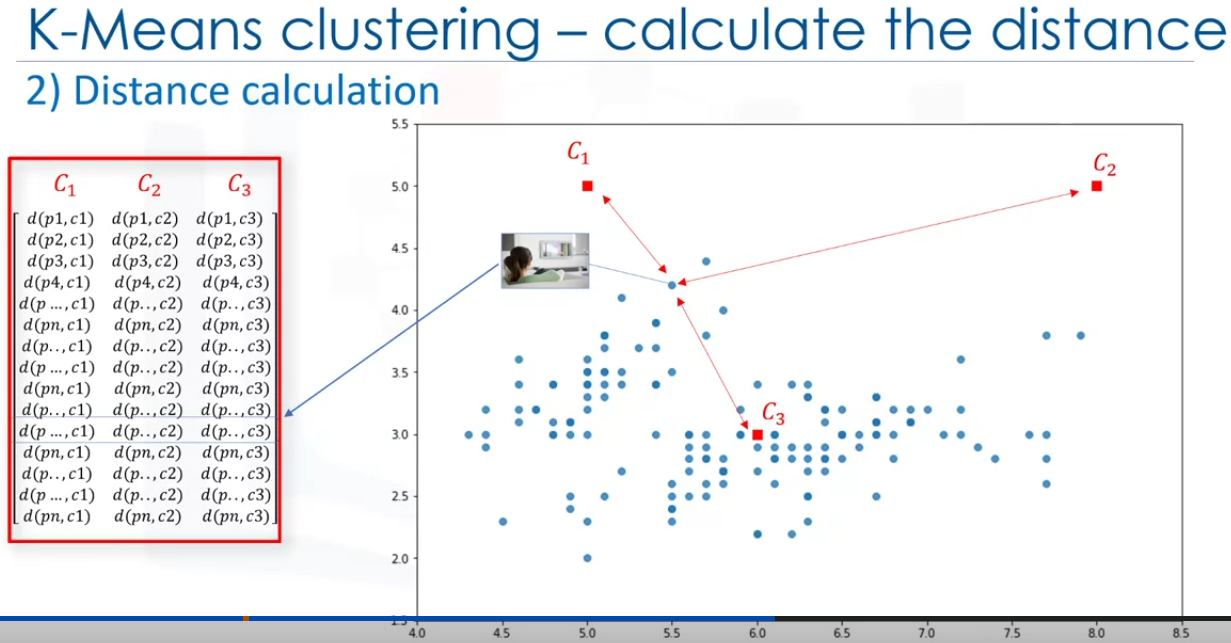 K-Means clustering – calculate the distance
2) Distance calculation
C₁ C₂ C₃
d(p1,c1) d(p1,c2) d(p1,c3)
d(p2,c1) d(p2,c2) d(p2,c3)
d(p3,c1) d(p3,c2) d(p3,c3)
d(p4,c1) d(p4,c2) d(p4,c3)
d(p ...,c1) d(p..,c2) d(p..,c3)
d(pn,c1) d(pn,c2) d(pn,c3)
d(p..,c1) d(p..,c2) d(p..,c3)
d(p ...,c1) d(p..,c2) d(p..,c3)
d(pn,c1) d(pn,c2) d(pn,c3)
d(p..,c1) d(p..,c2) d(p..,c3)
d(p ...,c1) d(p..,c2) d(p..,c3)
d(pn,c1) d(pn,c2) d(pn,c3)
d(p..,c1) d(p..,c2) d(p..,c3)
d(p ...,c1) d(p..,c2) d(p..,c3)
d(pn,c1) d(pn,c2) d(pn,c3)
5.5
C₁
C₂
5.0
4.5
4.0
3.5
C₃
3.0
2.5
2.0
1.5
4.0 4.5 5.0 5.5 6.0 6.5 7.0 7.5 8.0 8.5